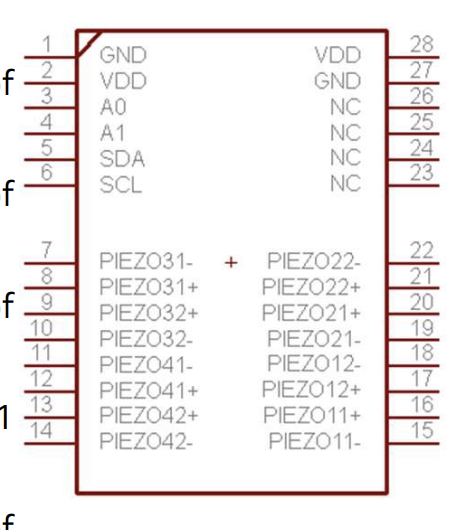 1 GND VDD 28
f 2 VDD GND 27
3 A0 NC 26
4 A1 NC 25
5 SDA NC 24
f 6 SCL NC 23
7 PIEZO31- + PIEZO22- 22
8 PIEZO31+ PIEZO22+ 21
f 9 PIEZO32+ PIEZO21+ 20
10 PIEZO32- PIEZO21- 19
11 PIEZO41- PIEZO12- 18
12 PIEZO41+ PIEZO12+ 17
1 13 PIEZO42+ PIEZO11+ 16
14 PIEZO42- PIEZO11- 15
f